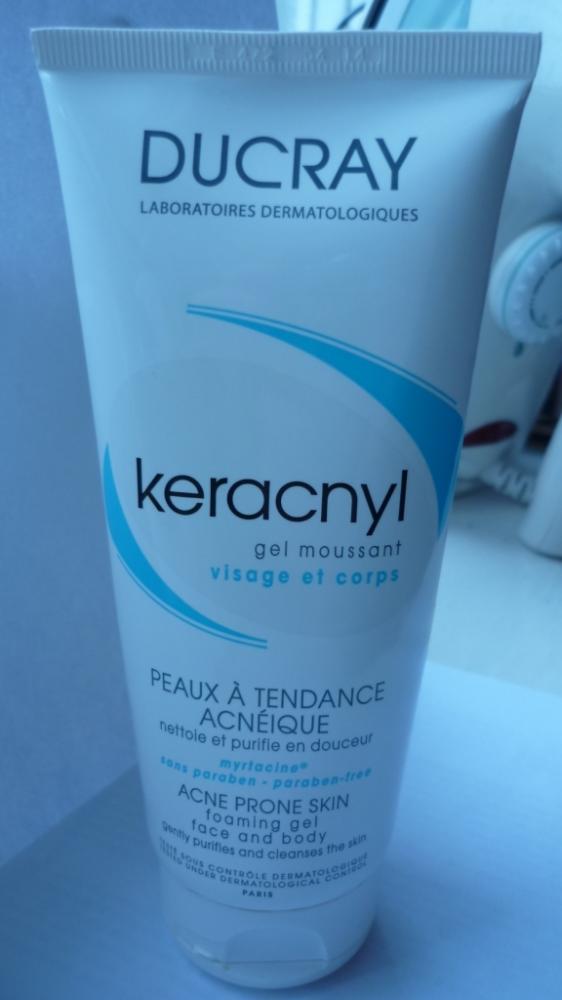 DUCRAY
LABORATOIRES DERMATOLOGIQUES
keracnyl
gel moussant
visage et corps
PEAUX À TENDANCE
ACNÉIQUE
nettoie et purifie en douceur
myrtacine®
sans paraben - paraben-free
ACNE PRONE SKIN
foaming gel
face and body
gently purifies and cleanses the skin
TESTÉ SOUS CONTRÔLE DERMATOLOGIQUE
TESTED UNDER DERMATOLOGICAL CONTROL
PARIS